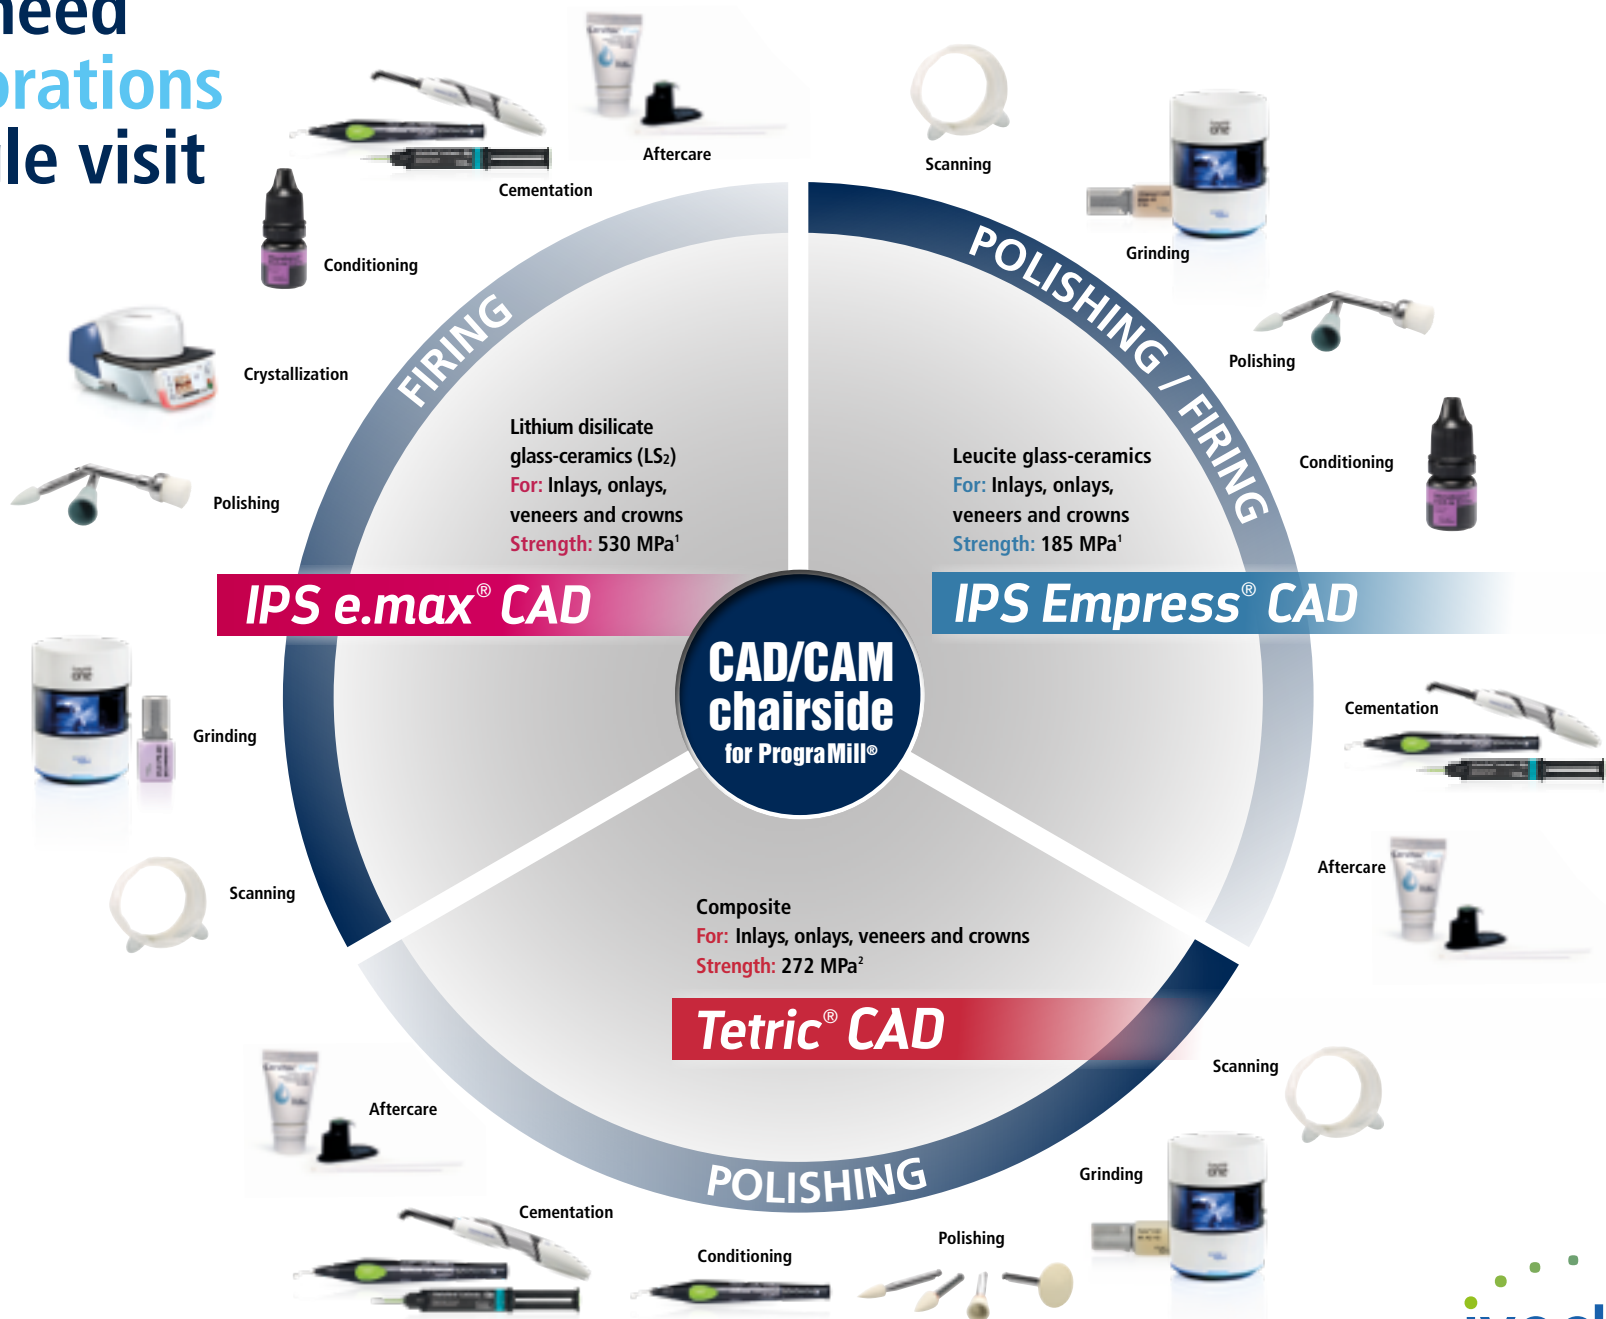 need
orations
le visit
Cementation
Aftercare
Conditioning
Crystallization
Polishing
Grinding
Scanning
FIRING
Lithium disilicate
glass-ceramics (LS₂)
For: Inlays, onlays,
veneers and crowns
Strength: 530 MPa¹
IPS e.max® CAD
Scanning
Grinding
Polishing
Conditioning
Cementation
Aftercare
POLISHING / FIRING
Leucite glass-ceramics
For: Inlays, onlays,
veneers and crowns
Strength: 185 MPa¹
IPS Empress® CAD
CAD/CAM
chairside
for PrograMill®
Composite
For: Inlays, onlays, veneers and crowns
Strength: 272 MPa²
Tetric® CAD
POLISHING
Scanning
Grinding
Polishing
Conditioning
Cementation
Aftercare